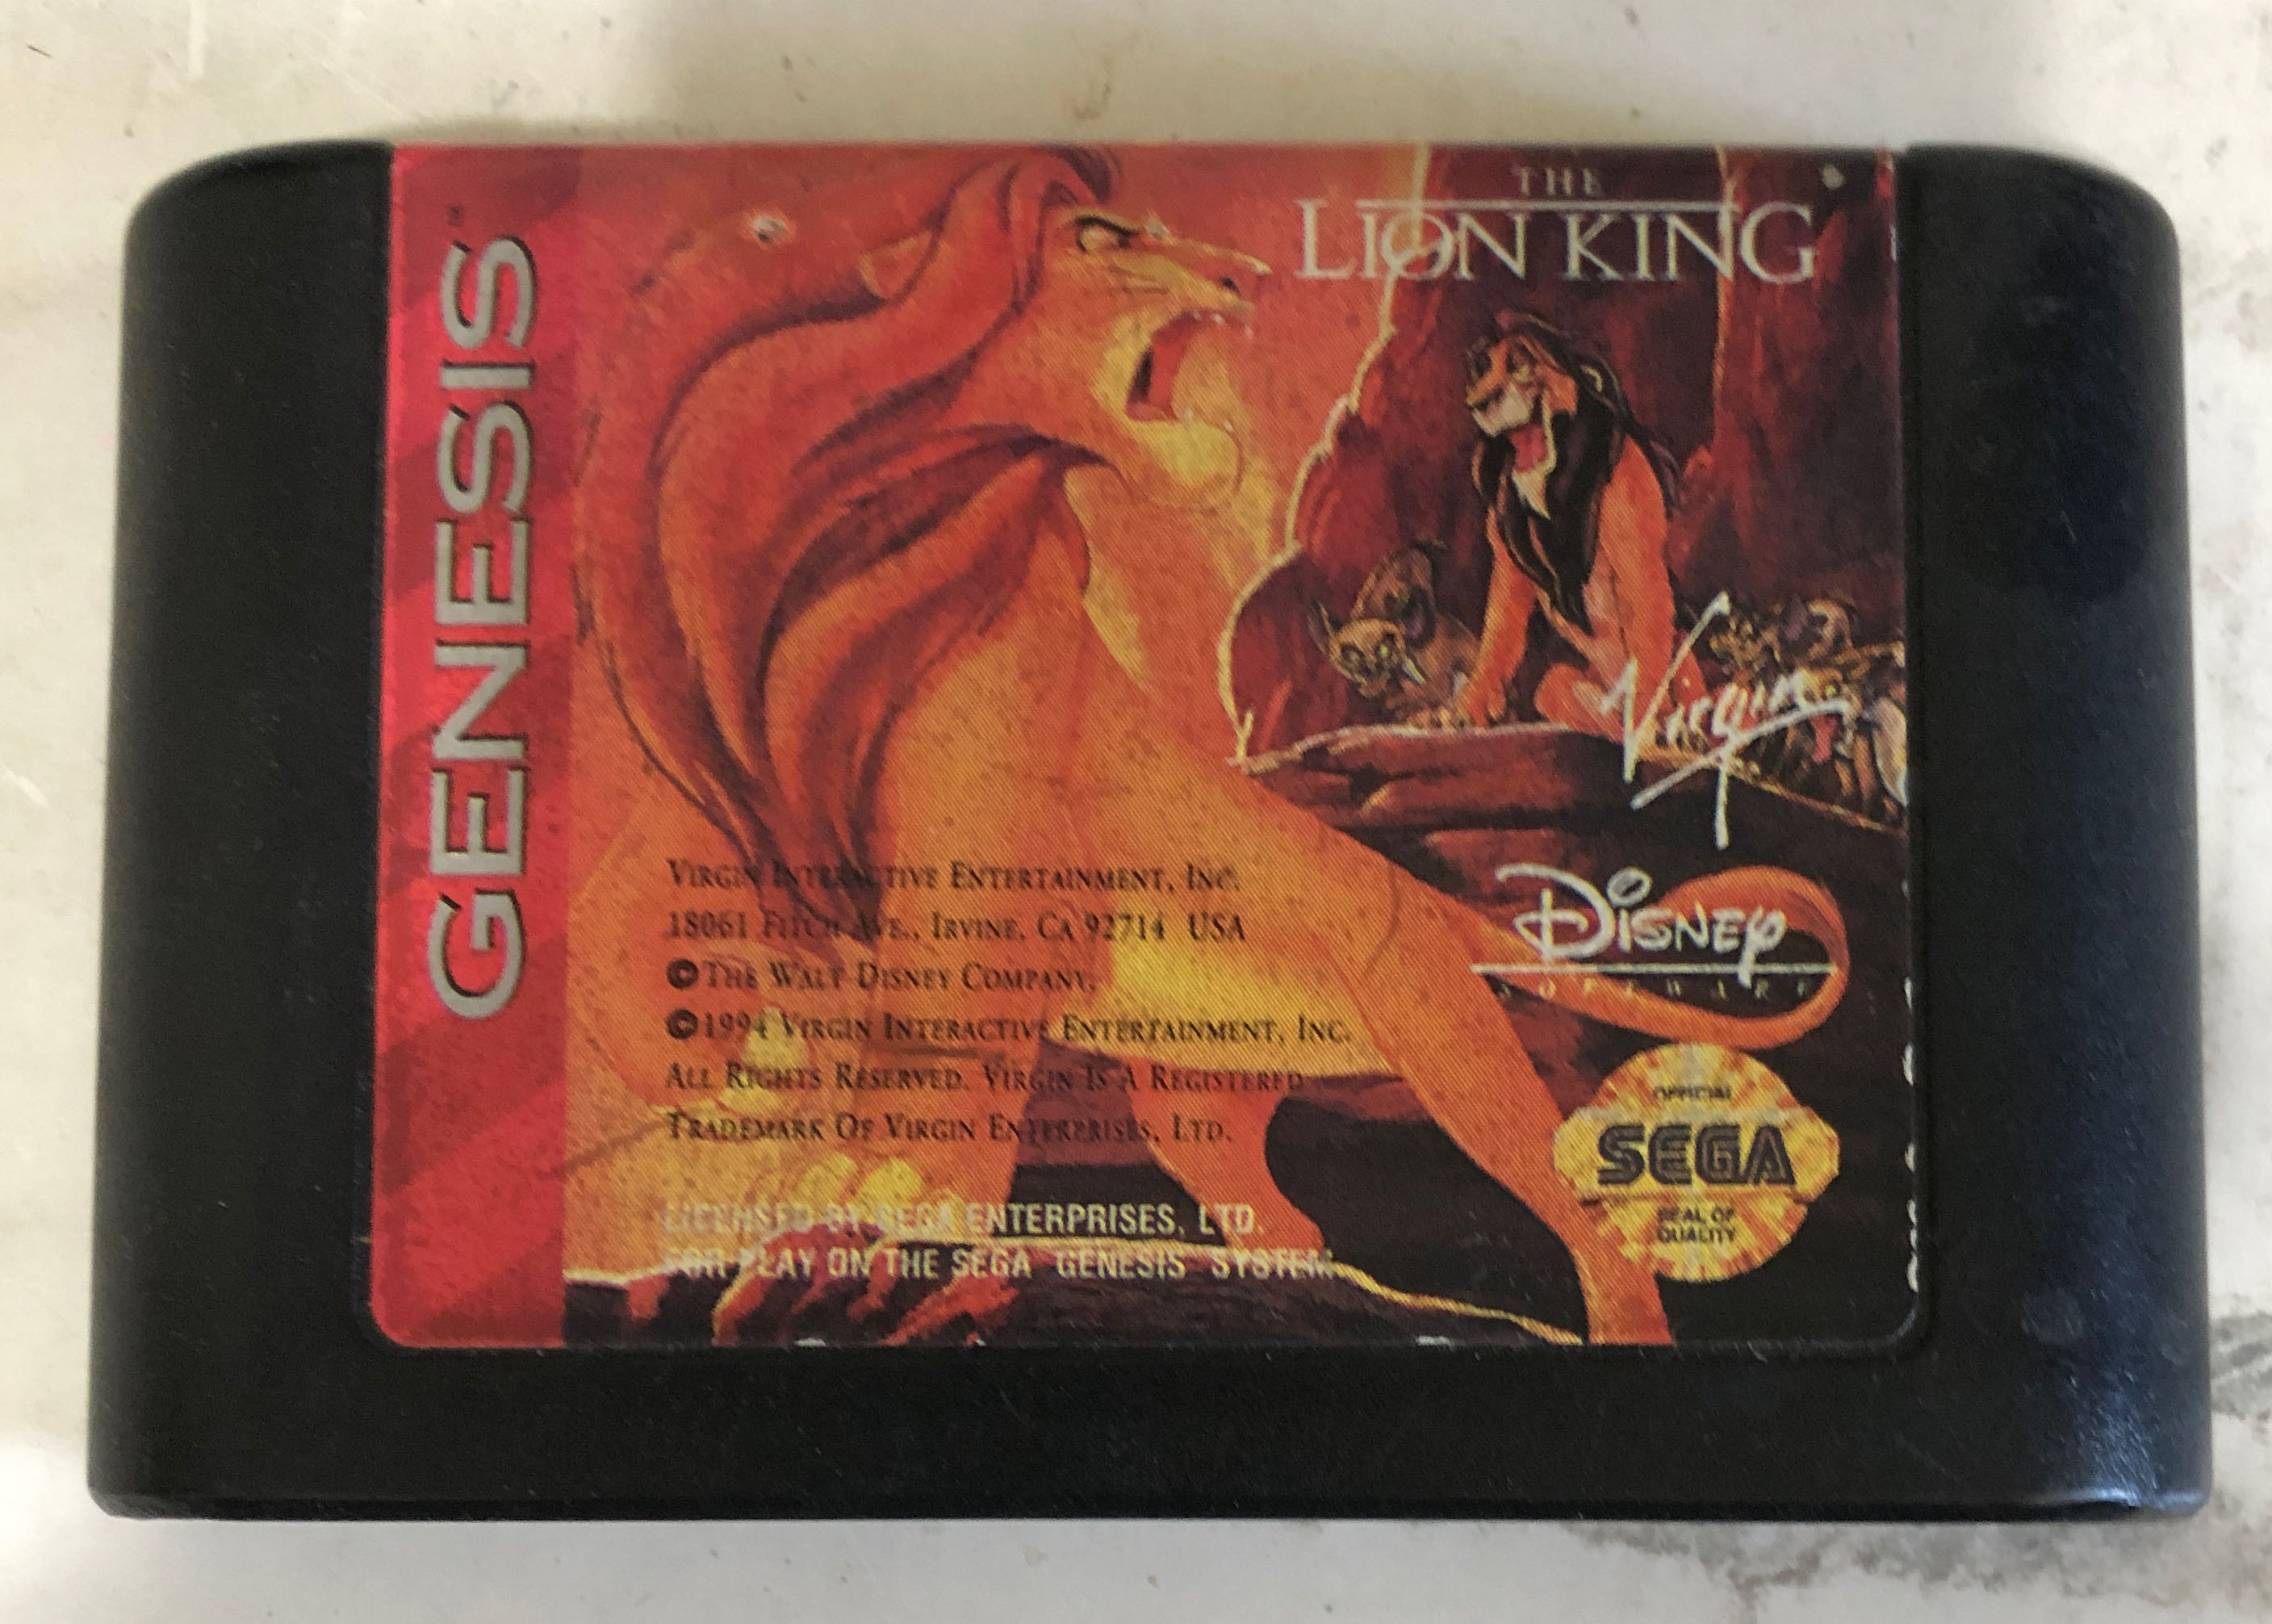 GENESIS
THE
LION KING
Virgin
VIRGIN INTERACTIVE ENTERTAINMENT, INC.
18061 FITCH AVE., IRVINE, CA 92714 USA
© THE WALT DISNEY COMPANY.
© 1994 VIRGIN INTERACTIVE ENTERTAINMENT, INC.
ALL RIGHTS RESERVED. VIRGIN IS A REGISTERED
TRADEMARK OF VIRGIN ENTERPRISES, LTD.
LICENSED BY SEGA ENTERPRISES, LTD.
FOR PLAY ON THE SEGA GENESIS SYSTEM.
DISNEY
SOFTWARE
OFFICIAL
SEGA
SEAL OF
QUALITY